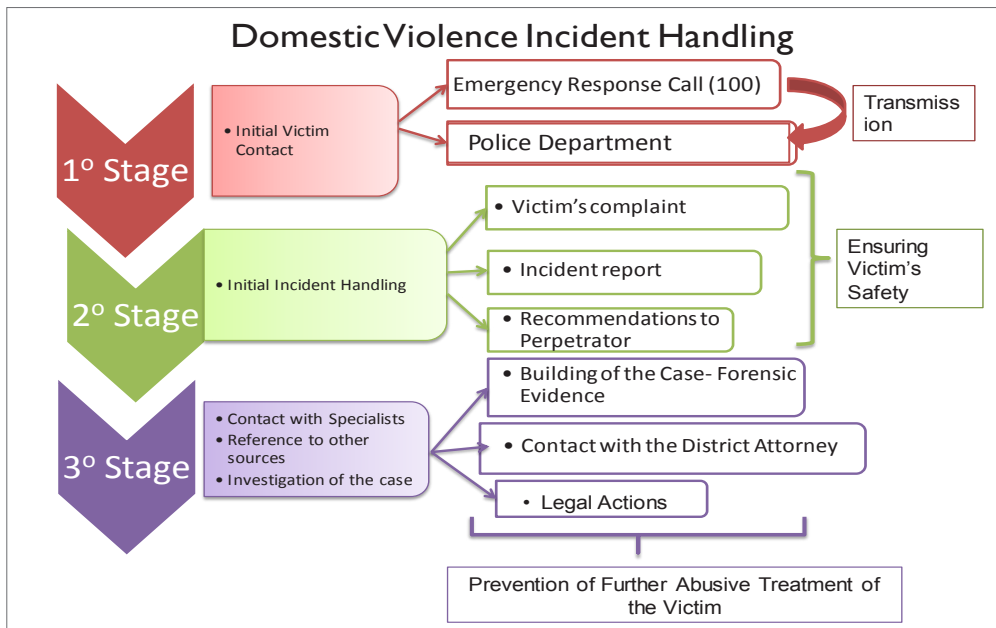 Domestic Violence Incident Handling
1º Stage
• Initial Victim
Contact
Emergency Response Call (100)
Police Department
Transmiss
ion
2º Stage
• Initial Incident Handling
• Victim's complaint
• Incident report
• Recommendations to
Perpetrator
Ensuring
Victim's
Safety
3º Stage
• Contact with Specialists
• Reference to other
sources
• Investigation of the case
• Building of the Case- Forensic
Evidence
• Contact with the District Attorney
• Legal Actions
Prevention of Further Abusive Treatment of
the Victim